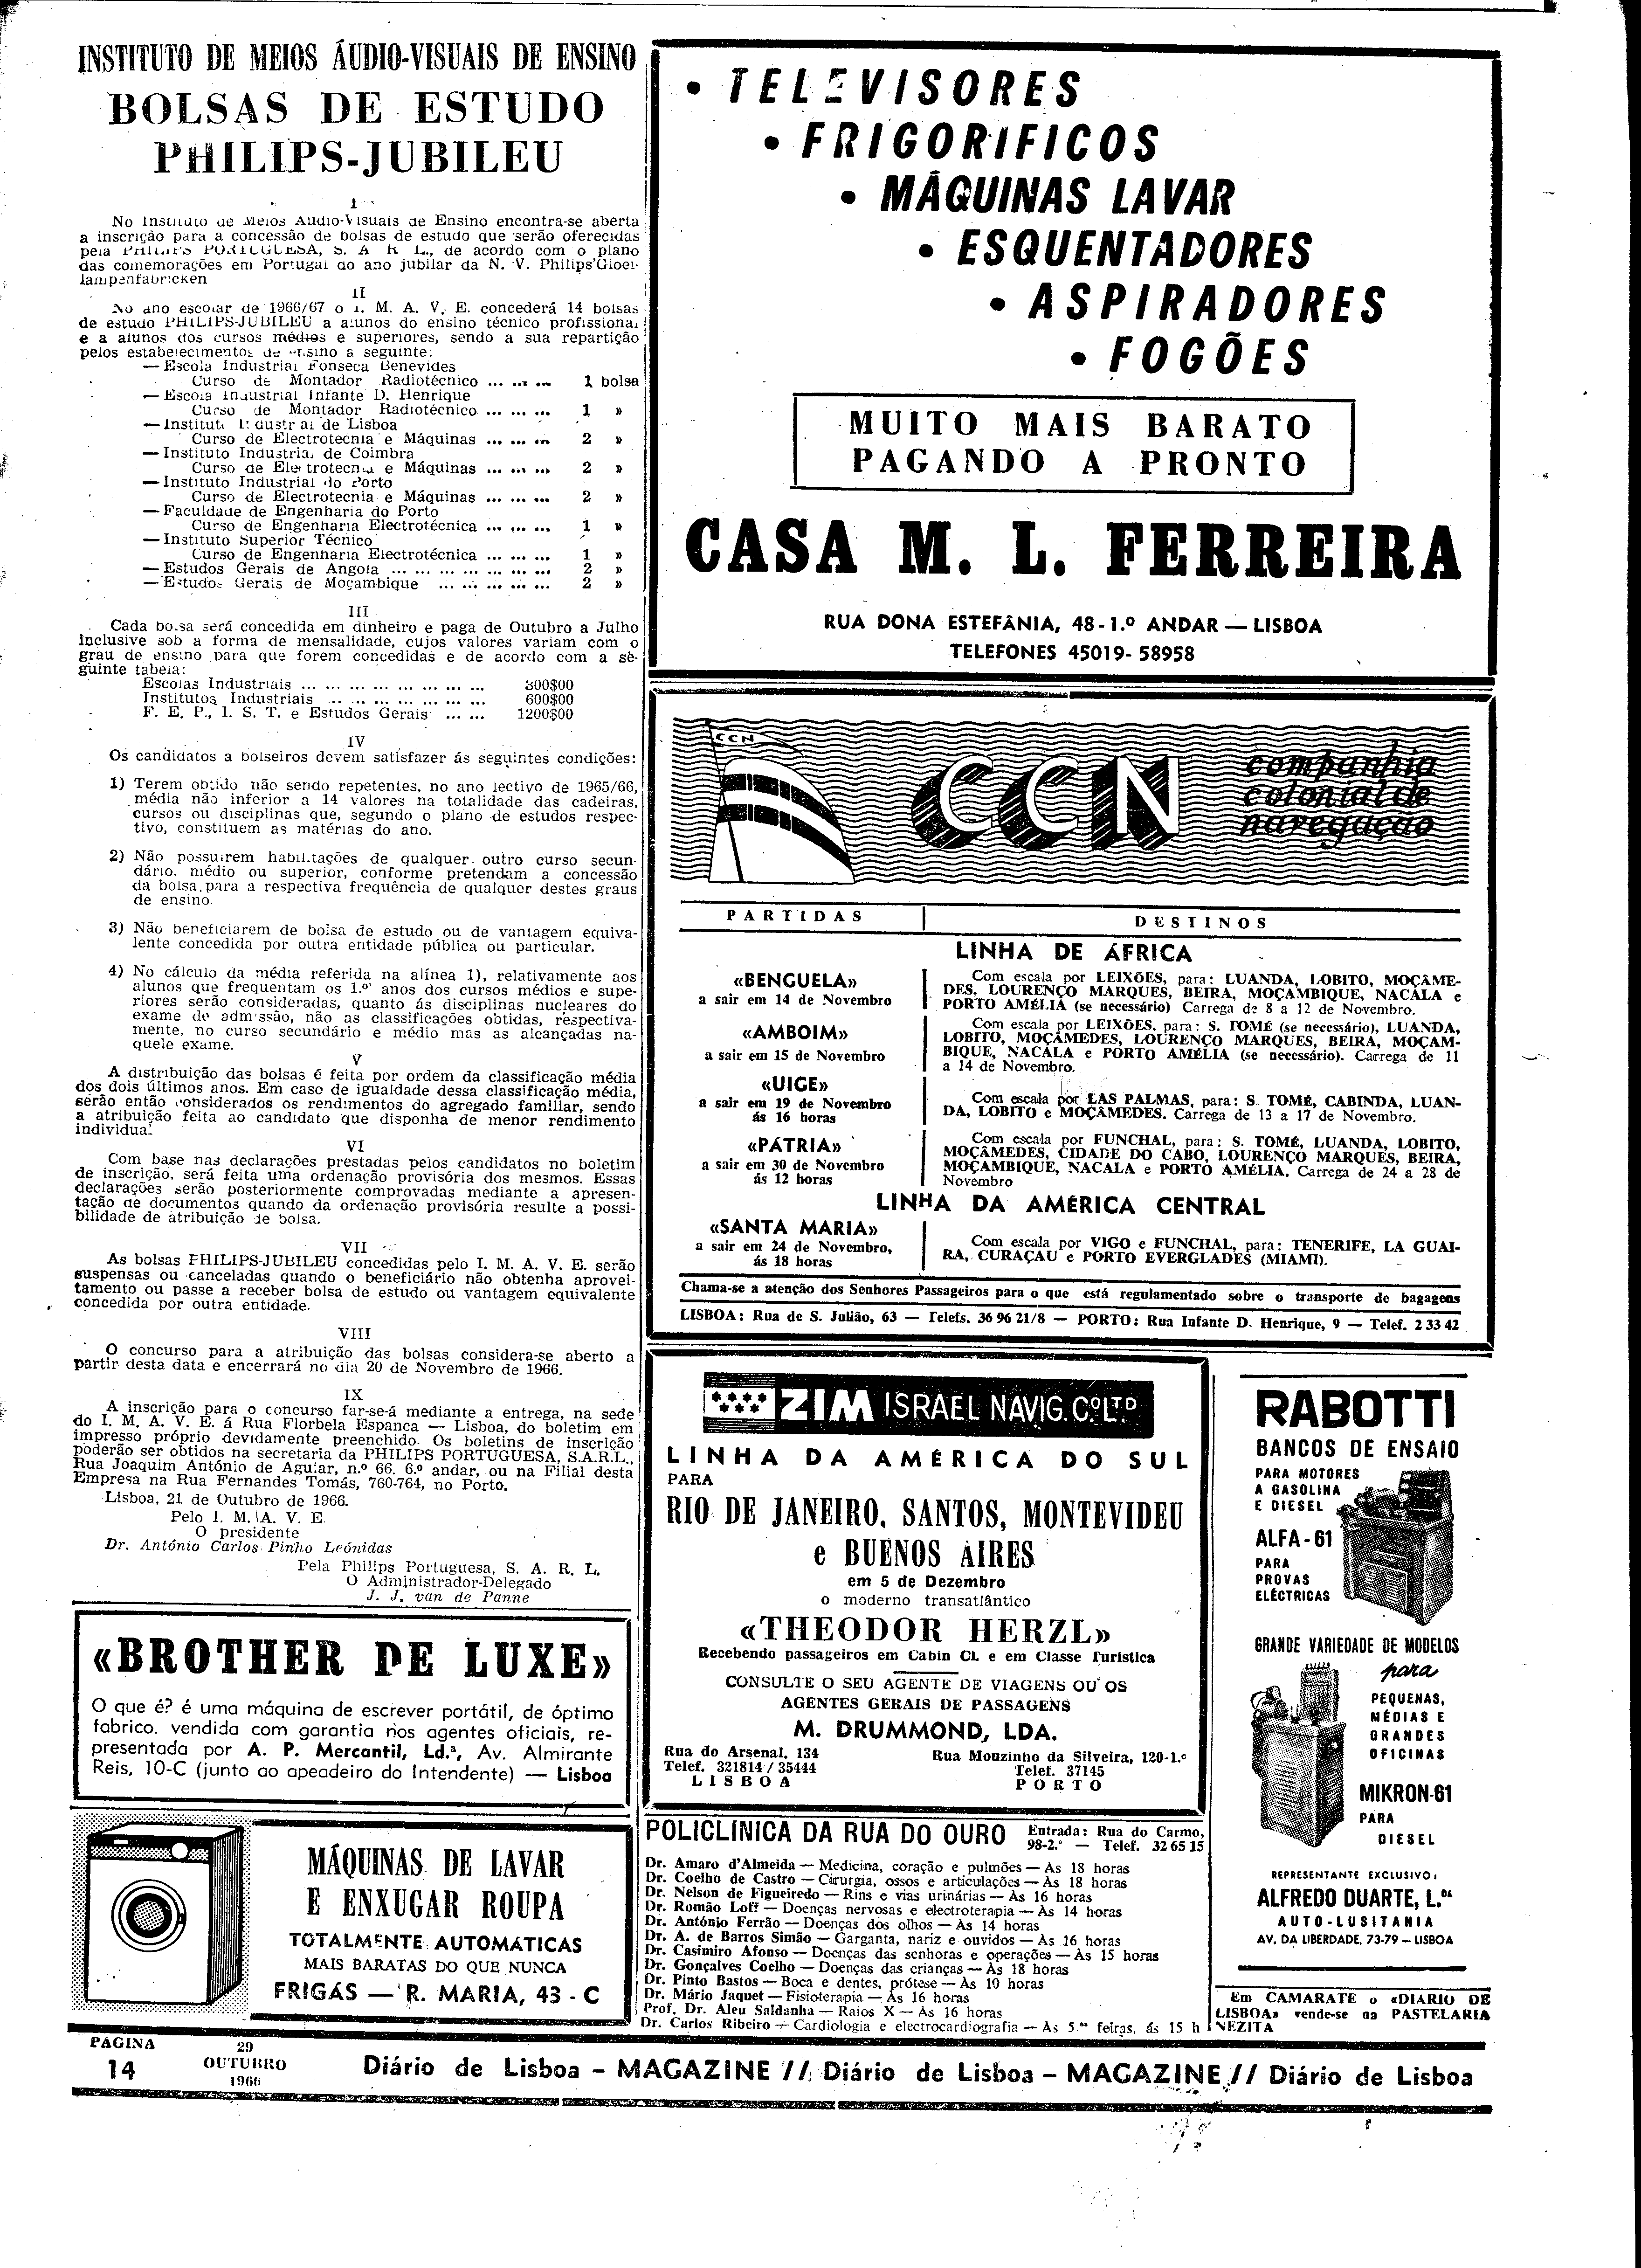 INSTITUTO DE MEIOS ÁUDIO-VISUAIS DE ENSINO
BOLSAS DE ESTUDO
PHILIPS-JUBILEU
I
No Instituto de Meios Áudio-Visuais de Ensino encontra-se aberta
a inscrição para a concessão de bolsas de estudo que serão oferecidas
pela PHILIPS PORTUGUESA, S. A R L., de acordo com o plano
das comemorações em Portugal do ano jubilar da N. V. Philips'Gloei-
lampenfabricken
II
No ano escolar de 1966/67 o I. M. A. V. E. concederá 14 bolsas
de estudo PHILIPS-JUBILEU a alunos do ensino técnico profissional
e a alunos dos cursos médios e superiores, sendo a sua repartição
pelos estabelecimentos de ensino a seguinte:
— Escola Industrial Fonseca Benevides
Curso de Montador Radiotécnico ... ... ... 1 bolsa
— Escola Industrial Infante D. Henrique
Curso de Montador Radiotécnico ... ... ... 1 »
— Instituto Industrial de Lisboa
Curso de Electrotecnia e Máquinas ... ... ... 2 »
— Instituto Industrial de Coimbra
Curso de Electrotecnia e Máquinas ... ... ... 2 »
— Instituto Industrial do Porto
Curso de Electrotecnia e Máquinas ... ... ... 2 »
— Faculdade de Engenharia do Porto
Curso de Engenharia Electrotécnica ... ... ... 1 »
— Instituto Superior Técnico
Curso de Engenharia Electrotécnica ... ... ... 1 »
— Estudos Gerais de Angola ... ... ... ... ... ... ... 2 »
— Estudos Gerais de Moçambique ... ... ... ... ... 2 »
III
Cada bolsa será concedida em dinheiro e paga de Outubro a Julho
inclusive sob a forma de mensalidade, cujos valores variam com o
grau de ensino para que forem concedidas e de acordo com a se-
guinte tabela:
Escolas Industriais ... ... ... ... ... ... ... ... 300$00
Institutos Industriais ... ... ... ... ... ... ... 600$00
F. E. P., I. S. T. e Estudos Gerais ... ... 1200$00
IV
Os candidatos a bolseiros devem satisfazer ás seguintes condições:
1) Terem obtido não sendo repetentes, no ano lectivo de 1965/66,
média não inferior a 14 valores na totalidade das cadeiras,
cursos ou disciplinas que, segundo o plano de estudos respec-
tivo, constituem as matérias do ano.
2) Não possuirem habilitações de qualquer outro curso secun-
dário. médio ou superior, conforme pretendam a concessão
da bolsa para a respectiva frequência de qualquer destes graus
de ensino.
3) Não beneficiarem de bolsa de estudo ou de vantagem equiva-
lente concedida por outra entidade pública ou particular.
4) No cálculo da média referida na alínea 1), relativamente aos
alunos que frequentam os 1.ºˢ anos dos cursos médios e supe-
riores serão consideradas, quanto ás disciplinas nucleares do
exame de admissão, não as classificações obtidas, respectiva-
mente, no curso secundário e médio mas as alcançadas na-
quele exame.
V
A distribuição das bolsas é feita por ordem da classificação média
dos dois últimos anos. Em caso de igualdade dessa classificação média,
serão então considerados os rendimentos do agregado familiar, sendo
a atribuição feita ao candidato que disponha de menor rendimento
individual
VI
Com base nas declarações prestadas pelos candidatos no boletim
de inscrição, será feita uma ordenação provisória dos mesmos. Essas
declarações serão posteriormente comprovadas mediante a apresen-
tação de documentos quando da ordenação provisória resulte a possi-
bilidade de atribuição de bolsa.
VII
As bolsas PHILIPS-JUBILEU concedidas pelo I. M. A. V. E. serão
suspensas ou canceladas quando o beneficiário não obtenha aprovei-
tamento ou passe a receber bolsa de estudo ou vantagem equivalente
concedida por outra entidade.
VIII
O concurso para a atribuição das bolsas considera-se aberto a
partir desta data e encerrará no dia 20 de Novembro de 1966.
IX
A inscrição para o concurso far-se-á mediante a entrega, na sede
do I. M. A. V. E. á Rua Florbela Espanca — Lisboa, do boletim em
impresso próprio devidamente preenchido. Os boletins de inscrição
poderão ser obtidos na secretaria da PHILIPS PORTUGUESA, S.A.R.L.,
Rua Joaquim António de Aguiar, n.º 66. 6.º andar, ou na Filial desta
Empresa na Rua Fernandes Tomás, 760-764, no Porto.
Lisboa, 21 de Outubro de 1966.
Pelo I. M. A. V. E.
O presidente
Dr. António Carlos Pinho Leónidas
Pela Philips Portuguesa, S. A. R. L.
O Administrador-Delegado
J. J. van de Panne
«BROTHER DE LUXE»
O que é? é uma máquina de escrever portátil, de óptimo
fabrico. vendida com garantia nos agentes oficiais, re-
presentada por A. P. Mercantil, Ld.ª, Av. Almirante
Reis, 10-C (junto ao apeadeiro do Intendente) — Lisboa
MÁQUINAS DE LAVAR
E ENXUGAR ROUPA
TOTALMENTE AUTOMÁTICAS
MAIS BARATAS DO QUE NUNCA
FRIGÁS — R. MARIA, 43 - C
• TELEVISORES
• FRIGORIFICOS
• MÁQUINAS LAVAR
• ESQUENTADORES
• ASPIRADORES
• FOGÕES
MUITO MAIS BARATO
PAGANDO A PRONTO
CASA M. L. FERREIRA
RUA DONA ESTEFÂNIA, 48 - 1.º ANDAR — LISBOA
TELEFONES 45019 - 58958
CCN
CCN
companhia
colonial de
navegação
PARTIDAS
DESTINOS
LINHA DE ÁFRICA
«BENGUELA»
a sair em 14 de Novembro
Com escala por LEIXÕES, para: LUANDA, LOBITO, MOÇÂME-
DES, LOURENÇO MARQUES, BEIRA, MOÇAMBIQUE, NACALA e
PORTO AMÉLIA (se necessário) Carrega de 8 a 12 de Novembro.
«AMBOIM»
a sair em 15 de Novembro
Com escala por LEIXÕES. para: S. TOMÉ (se necessário), LUANDA,
LOBITO, MOÇÂMEDES, LOURENÇO MARQUES, BEIRA, MOÇAM-
BIQUE, NACALA e PORTO AMÉLIA (se necessário). Carrega de 11
a 14 de Novembro.
«UIGE»
a sair em 19 de Novembro
ás 16 horas
Com escala por LAS PALMAS, para: S. TOMÉ, CABINDA, LUAN-
DA, LOBITO e MOÇÂMEDES. Carrega de 13 a 17 de Novembro.
«PÁTRIA»
a sair em 30 de Novembro
ás 12 horas
Com escala por FUNCHAL, para: S. TOMÉ, LUANDA, LOBITO,
MOÇÂMEDES, CIDADE DO CABO, LOURENÇO MARQUES, BEIRA,
MOÇAMBIQUE, NACALA e PORTO AMÉLIA. Carrega de 24 a 28 de
Novembro
LINHA DA AMÉRICA CENTRAL
«SANTA MARIA»
a sair em 24 de Novembro,
ás 18 horas
Com escala por VIGO e FUNCHAL, para: TENERIFE, LA GUAI-
RA, CURAÇAU e PORTO EVERGLADES (MIAMI).
Chama-se a atenção dos Senhores Passageiros para o que está regulamentado sobre o transporte de bagagens
LISBOA: Rua de S. Julião, 63 — Telefs. 36 96 21/8 — PORTO: Rua Infante D. Henrique, 9 — Telef. 2 33 42
ZIM ISRAEL NAVIG. Cº LTD
LINHA DA AMÉRICA DO SUL
PARA
RIO DE JANEIRO, SANTOS, MONTEVIDEU
e BUENOS AIRES
em 5 de Dezembro
o moderno transatlântico
«THEODOR HERZL»
Recebendo passageiros em Cabin Cl. e em Classe Turística
CONSULTE O SEU AGENTE DE VIAGENS OU OS
AGENTES GERAIS DE PASSAGENS
M. DRUMMOND, LDA.
Rua do Arsenal, 134
Telef. 321814 / 35444
LISBOA
Rua Mouzinho da Silveira, 120-1.º
Telef. 37145
PORTO
POLICLÍNICA DA RUA DO OURO
Entrada: Rua do Carmo,
98-2.º — Telef. 32 65 15
Dr. Amaro d'Almeida — Medicina, coração e pulmões — Às 18 horas
Dr. Coelho de Castro — Cirurgia, ossos e articulações — Às 18 horas
Dr. Nelson de Figueiredo — Rins e vias urinárias — Às 16 horas
Dr. Romão Loff — Doenças nervosas e electroterapia — Às 14 horas
Dr. António Ferrão — Doenças dos olhos — Às 14 horas
Dr. A. de Barros Simão — Garganta, nariz e ouvidos — Às 16 horas
Dr. Casimiro Afonso — Doenças das senhoras e operações — Às 15 horas
Dr. Gonçalves Coelho — Doenças das crianças — Às 18 horas
Dr. Pinto Bastos — Boca e dentes, prótese — Às 10 horas
Dr. Mário Jaquet — Fisioterapia — Às 16 horas
Prof. Dr. Aleu Saldanha — Raios X — Às 16 horas
Dr. Carlos Ribeiro — Cardiologia e electrocardiografia — Às 5.ªˢ feiras, ás 15 h
RABOTTI
BANCOS DE ENSAIO
PARA MOTORES
A GASOLINA
E DIESEL
ALFA-61
PARA
PROVAS
ELÉCTRICAS
GRANDE VARIEDADE DE MODELOS
para
PEQUENAS,
MÉDIAS E
GRANDES
OFICINAS
MIKRON-61
PARA
DIESEL
REPRESENTANTE EXCLUSIVO:
ALFREDO DUARTE, L.DA
AUTO-LUSITANIA
AV. DA LIBERDADE, 73-79 — LISBOA
Em CAMARATE o «DIARIO DE
LISBOA» vende-se na PASTELARIA
NEZITA
PÁGINA
14
29
OUTUBRO
1966
Diário de Lisboa – MAGAZINE // Diário de Lisboa – MAGAZINE // Diário de Lisboa